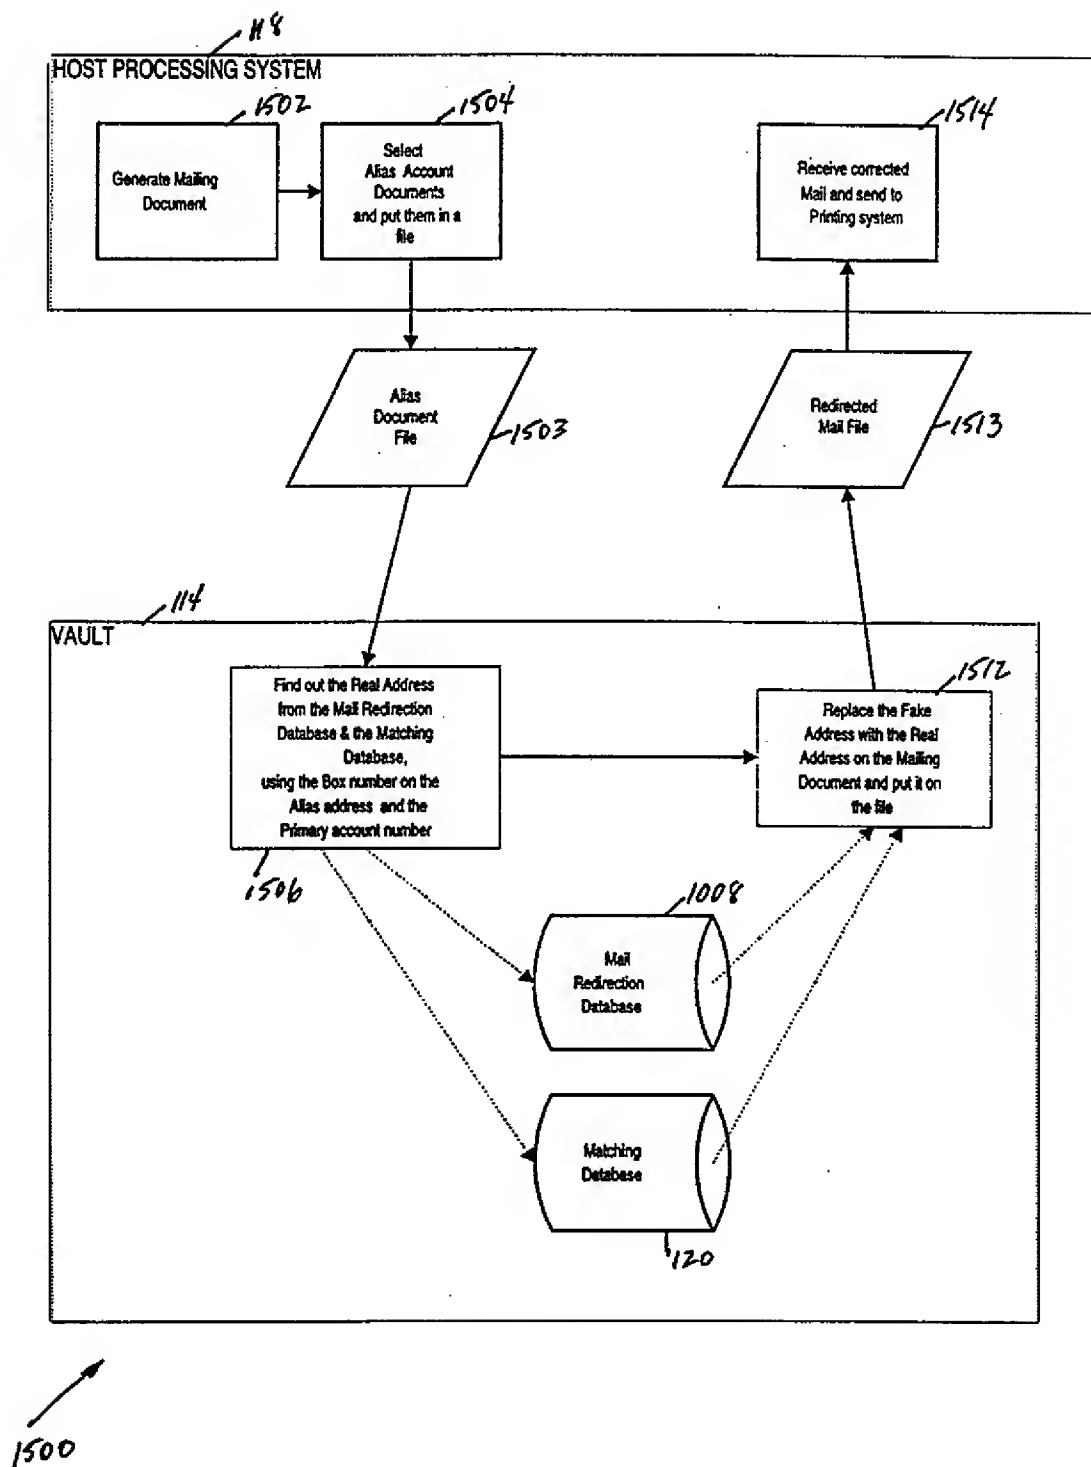 118
HOST PROCESSING SYSTEM
1502
1504
1514
Generate Mailing
Document
Select
Alias Account
Documents
and put them in a
file
Receive corrected
Mail and send to
Printing system
Alias
Document
File
1503
Redirected
Mail File
1513
114
VAULT
Find out the Real Address
from the Mail Redirection
Database & the Matching
Database,
using the Box number on the
Alias address and the
Primary account number
1506
1512
Replace the Fake
Address with the Real
Address on the Mailing
Document and put it on
the file
1008
Mail
Redirection
Database
Matching
Database
120
1500